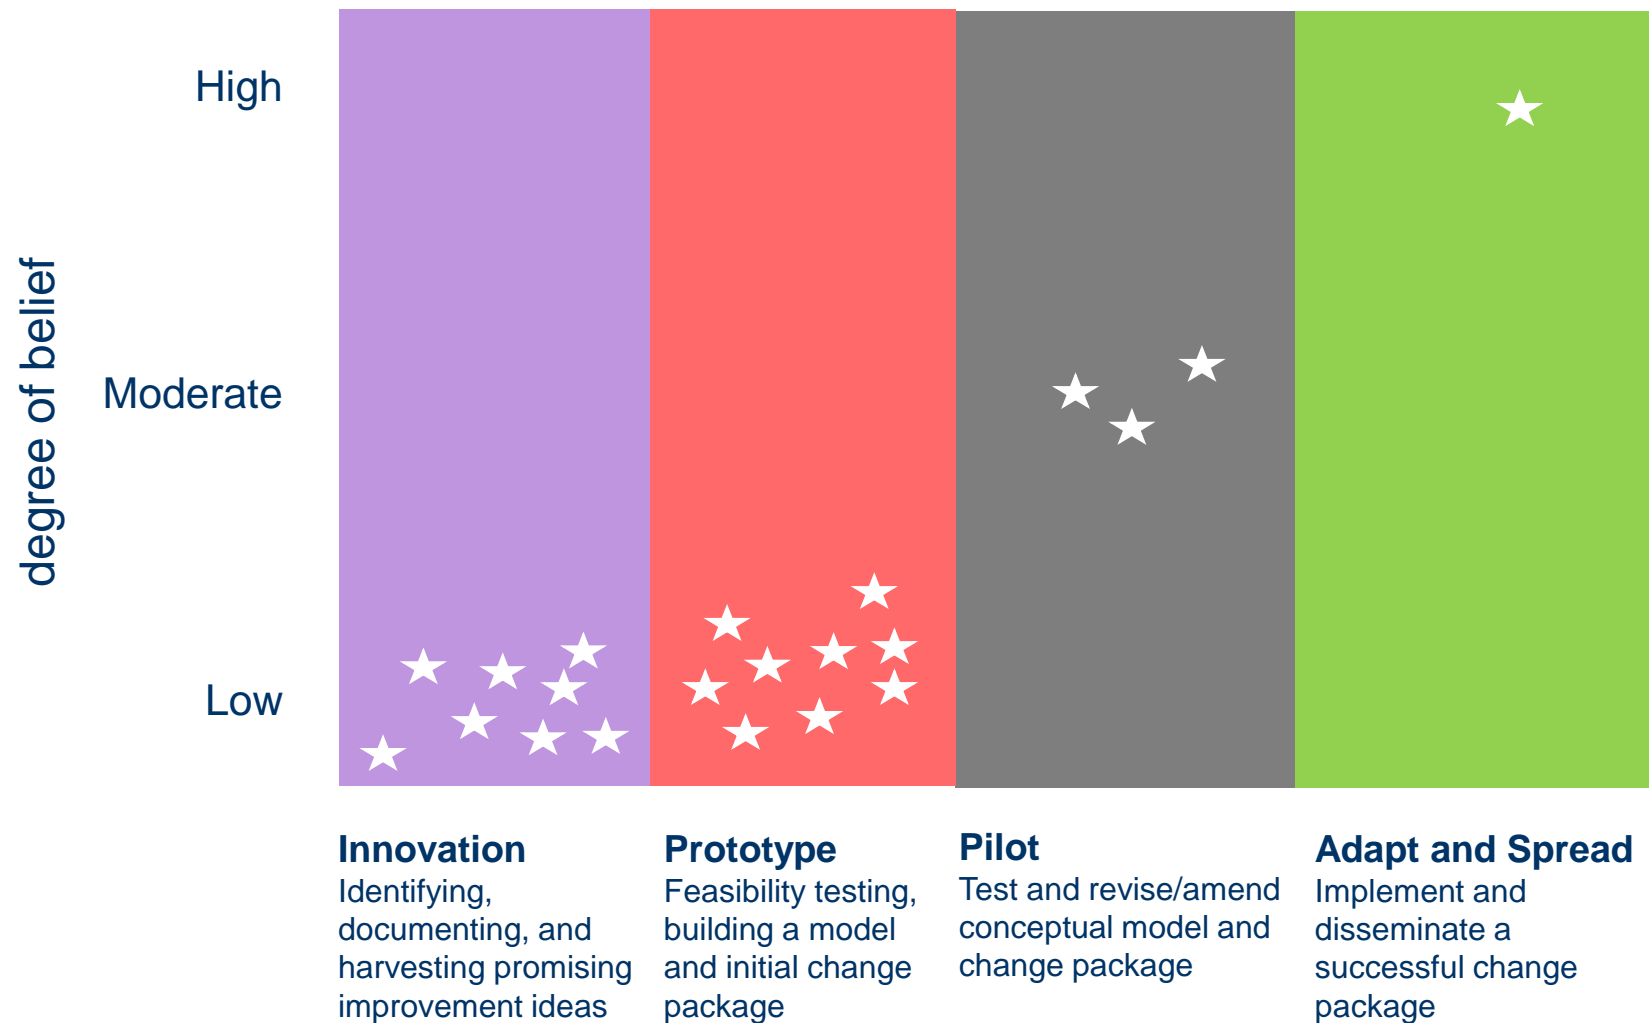 High
degree of belief
Moderate
Low
Innovation
Identifying,
documenting, and
harvesting promising
improvement ideas
Prototype
Feasibility testing,
building a model
and initial change
package
Pilot
Test and revise/amend
conceptual model and
change package
Adapt and Spread
Implement and
disseminate a
successful change
package